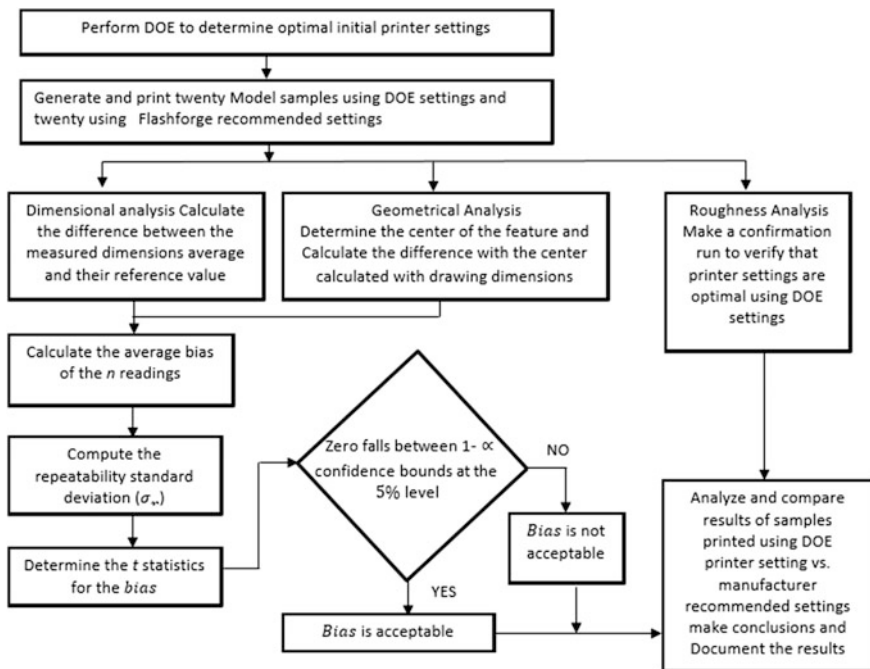 Perform DOE to determine optimal initial printer settings
Generate and print twenty Model samples using DOE settings and
twenty using Flashforge recommended settings
Dimensional analysis Calculate
the difference between the
measured dimensions average
and their reference value
Geometrical Analysis
Determine the center of the feature and
Calculate the difference with the center
calculated with drawing dimensions
Roughness Analysis
Make a confirmation
run to verify that
printer settings are
optimal using DOE
settings
Calculate the average bias
of the n readings
Compute the
repeatability standard
deviation (σ
Determine the t statistics
for the bias
Zero falls between 1- ∝
confidence bounds at the
5% level
NO
Bias is not
acceptable
YES
Bias is acceptable
Analyze and compare
results of samples
printed using DOE
printer setting vs.
manufacturer
recommended settings
make conclusions and
Document the results